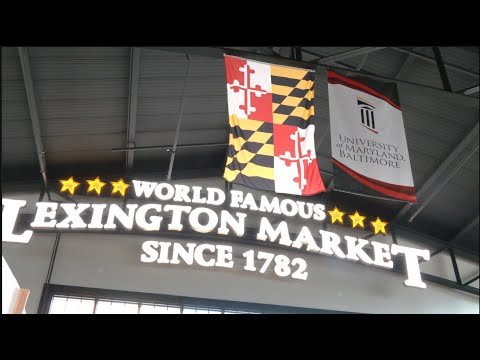 UNIVERSITY
of MARYLAND,
BALTIMORE
WORLD FAMOUS
LEXINGTON MARKET
SINCE 1782